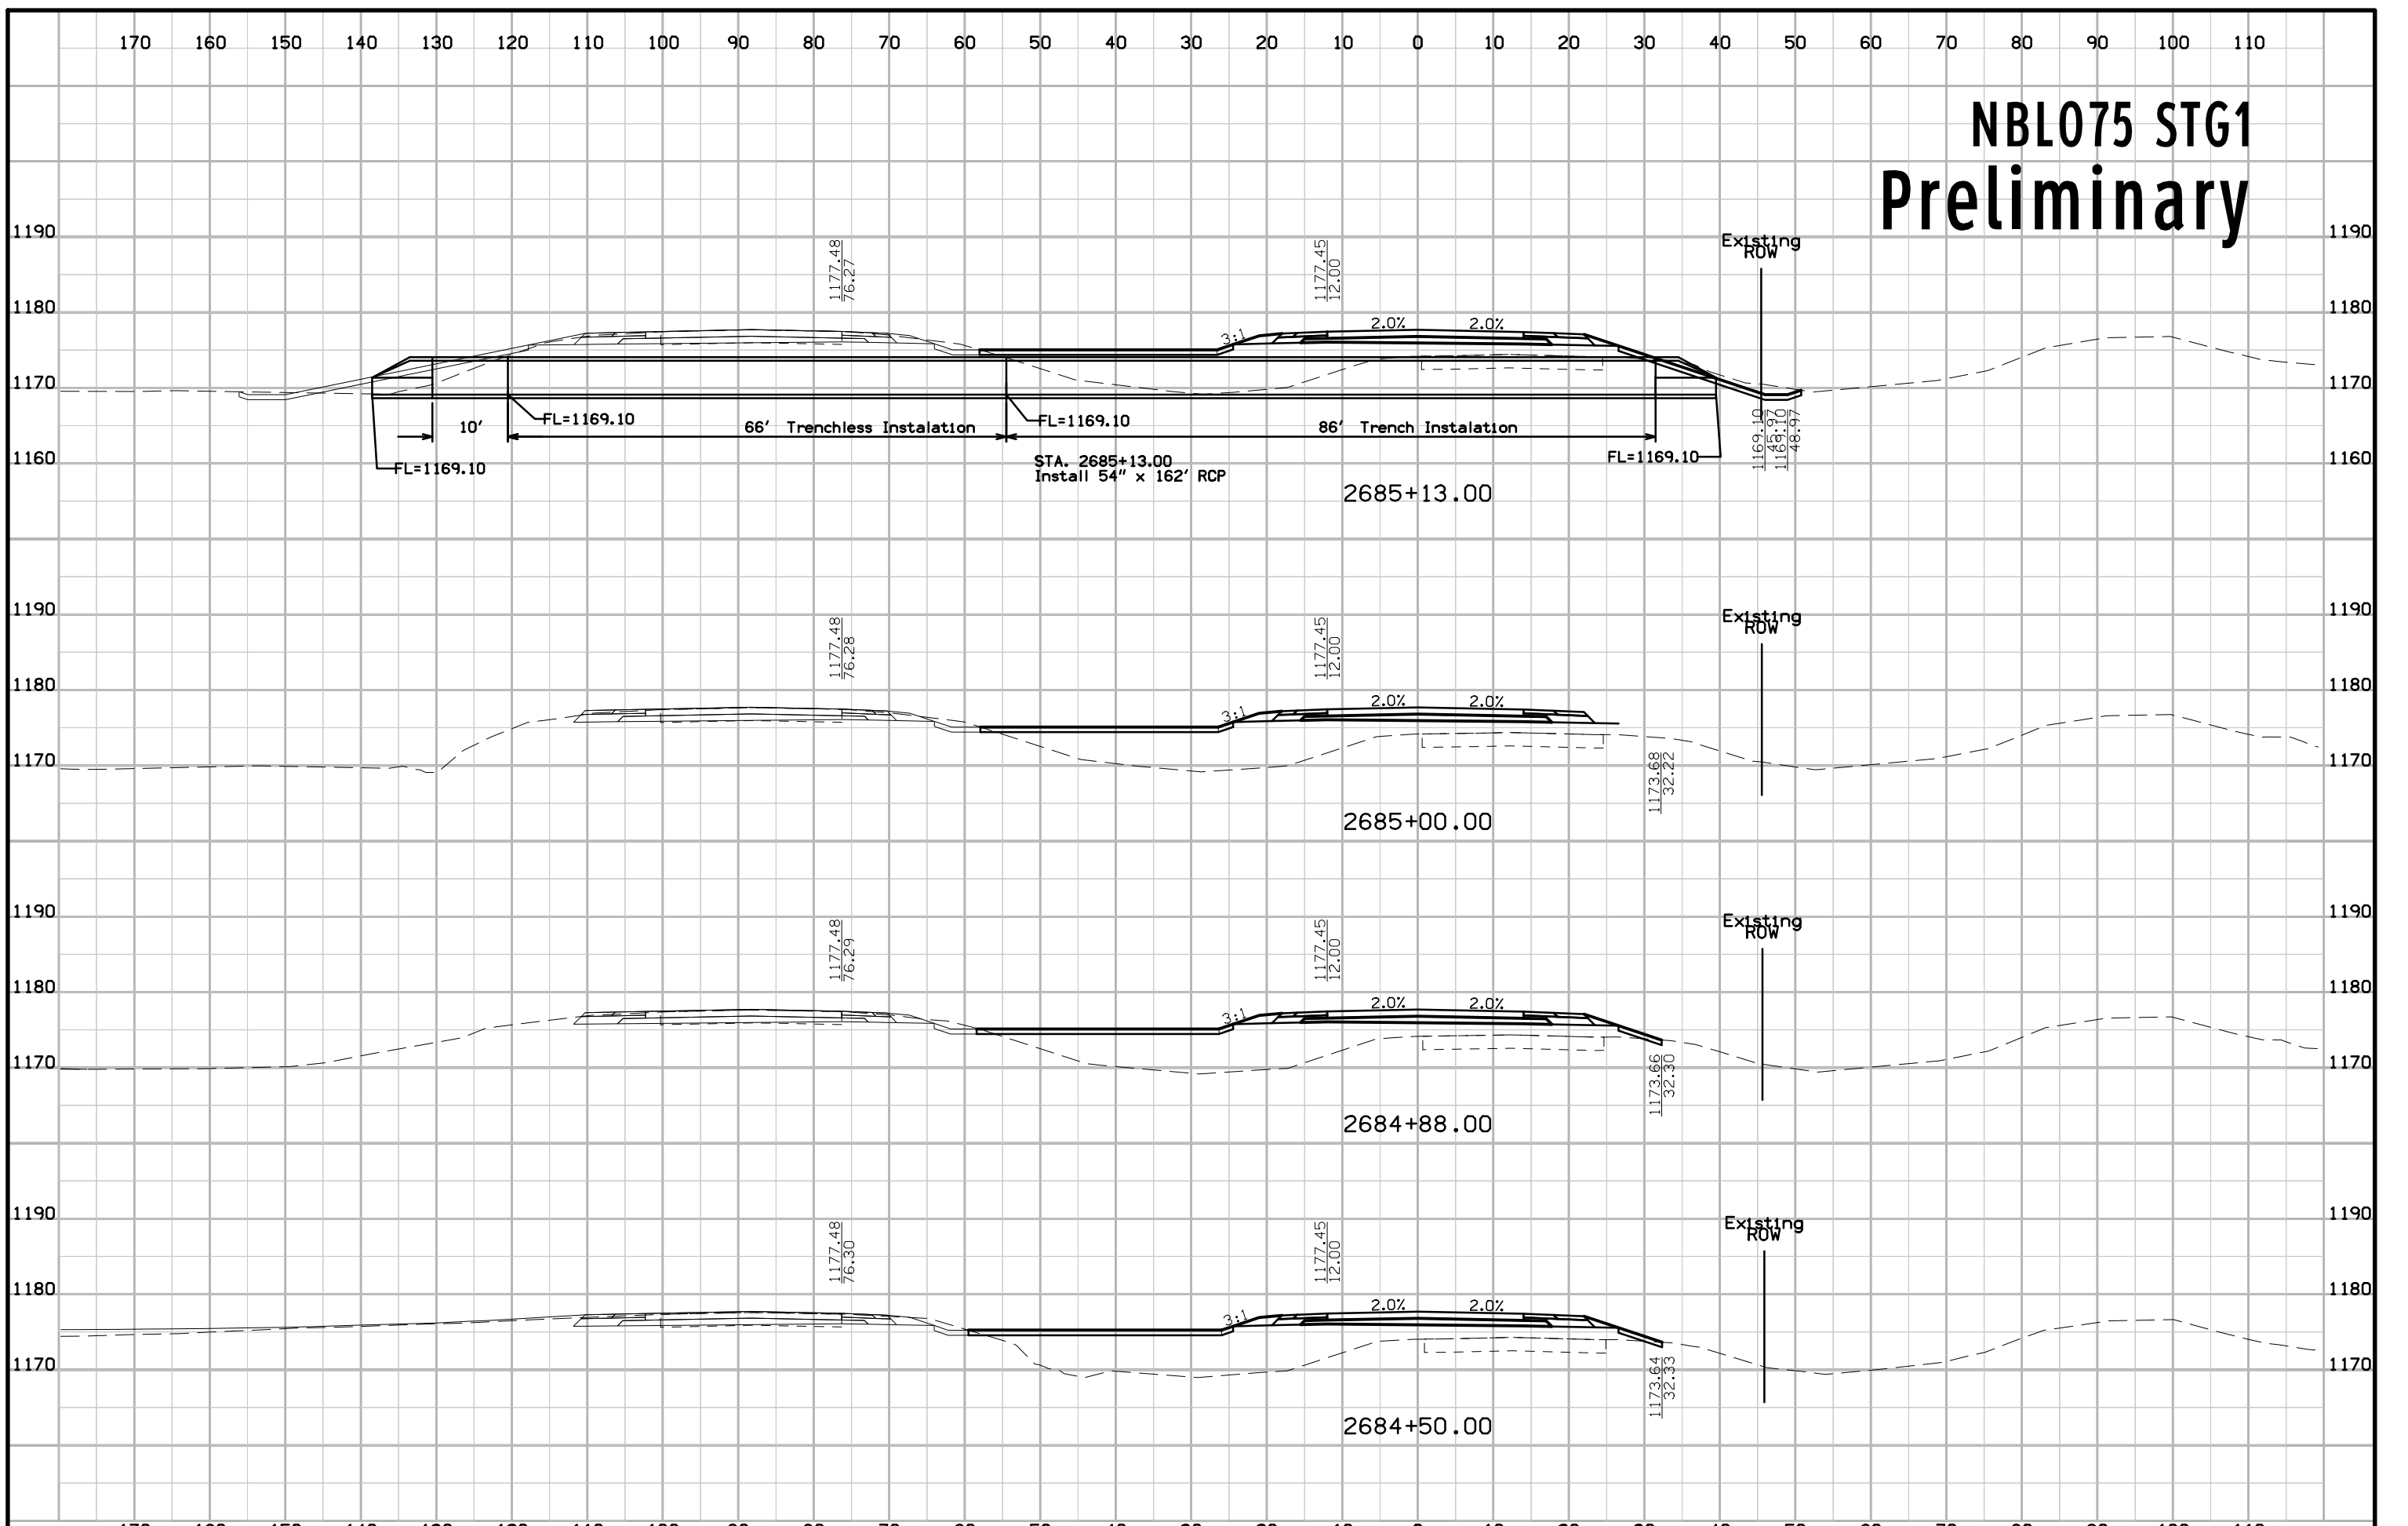 170 160 150 140 130 120 110 100 90 80 70 60 50 40 30 20 10 0 10 20 30 40 50 60 70 80 90 100 110
NBL075 STG1
Preliminary
1190 1190
1177.48
76.27
1177.45
12.00
Existing
ROW
1180 1180
3:1 2.0% 2.0%
1170 1170
10'
FL=1169.10
66' Trenchless Instalation
FL=1169.10
86' Trench Instalation
1169.10
45.97
1169.10
48.97
1160 1160
FL=1169.10
STA. 2685+13.00
Install 54" x 162' RCP
FL=1169.10
2685+13.00
1190 1190
1177.48
76.28
1177.45
12.00
Existing
ROW
1180 1180
3:1 2.0% 2.0%
1170 1170
1173.68
32.22
2685+00.00
1190 1190
1177.48
76.29
1177.45
12.00
Existing
ROW
1180 1180
3:1 2.0% 2.0%
1170 1170
1173.66
32.30
2684+88.00
1190 1190
1177.48
76.30
1177.45
12.00
Existing
ROW
1180 1180
3:1 2.0% 2.0%
1170 1170
1173.64
32.33
2684+50.00